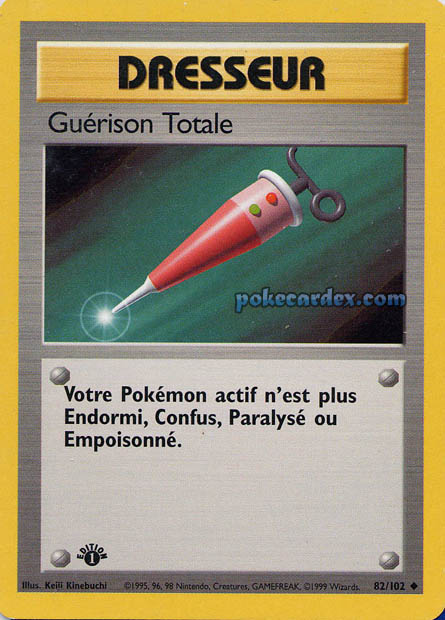 DRESSEUR
Guérison Totale
pokecardex.com
Votre Pokémon actif n'est plus
Endormi, Confus, Paralysé ou
Empoisonné.
EDITION
1
Illus. Keiji Kinebuchi ©1995, 96, 98 Nintendo, Creatures, GAMEFREAK. ©1999 Wizards. 82/102